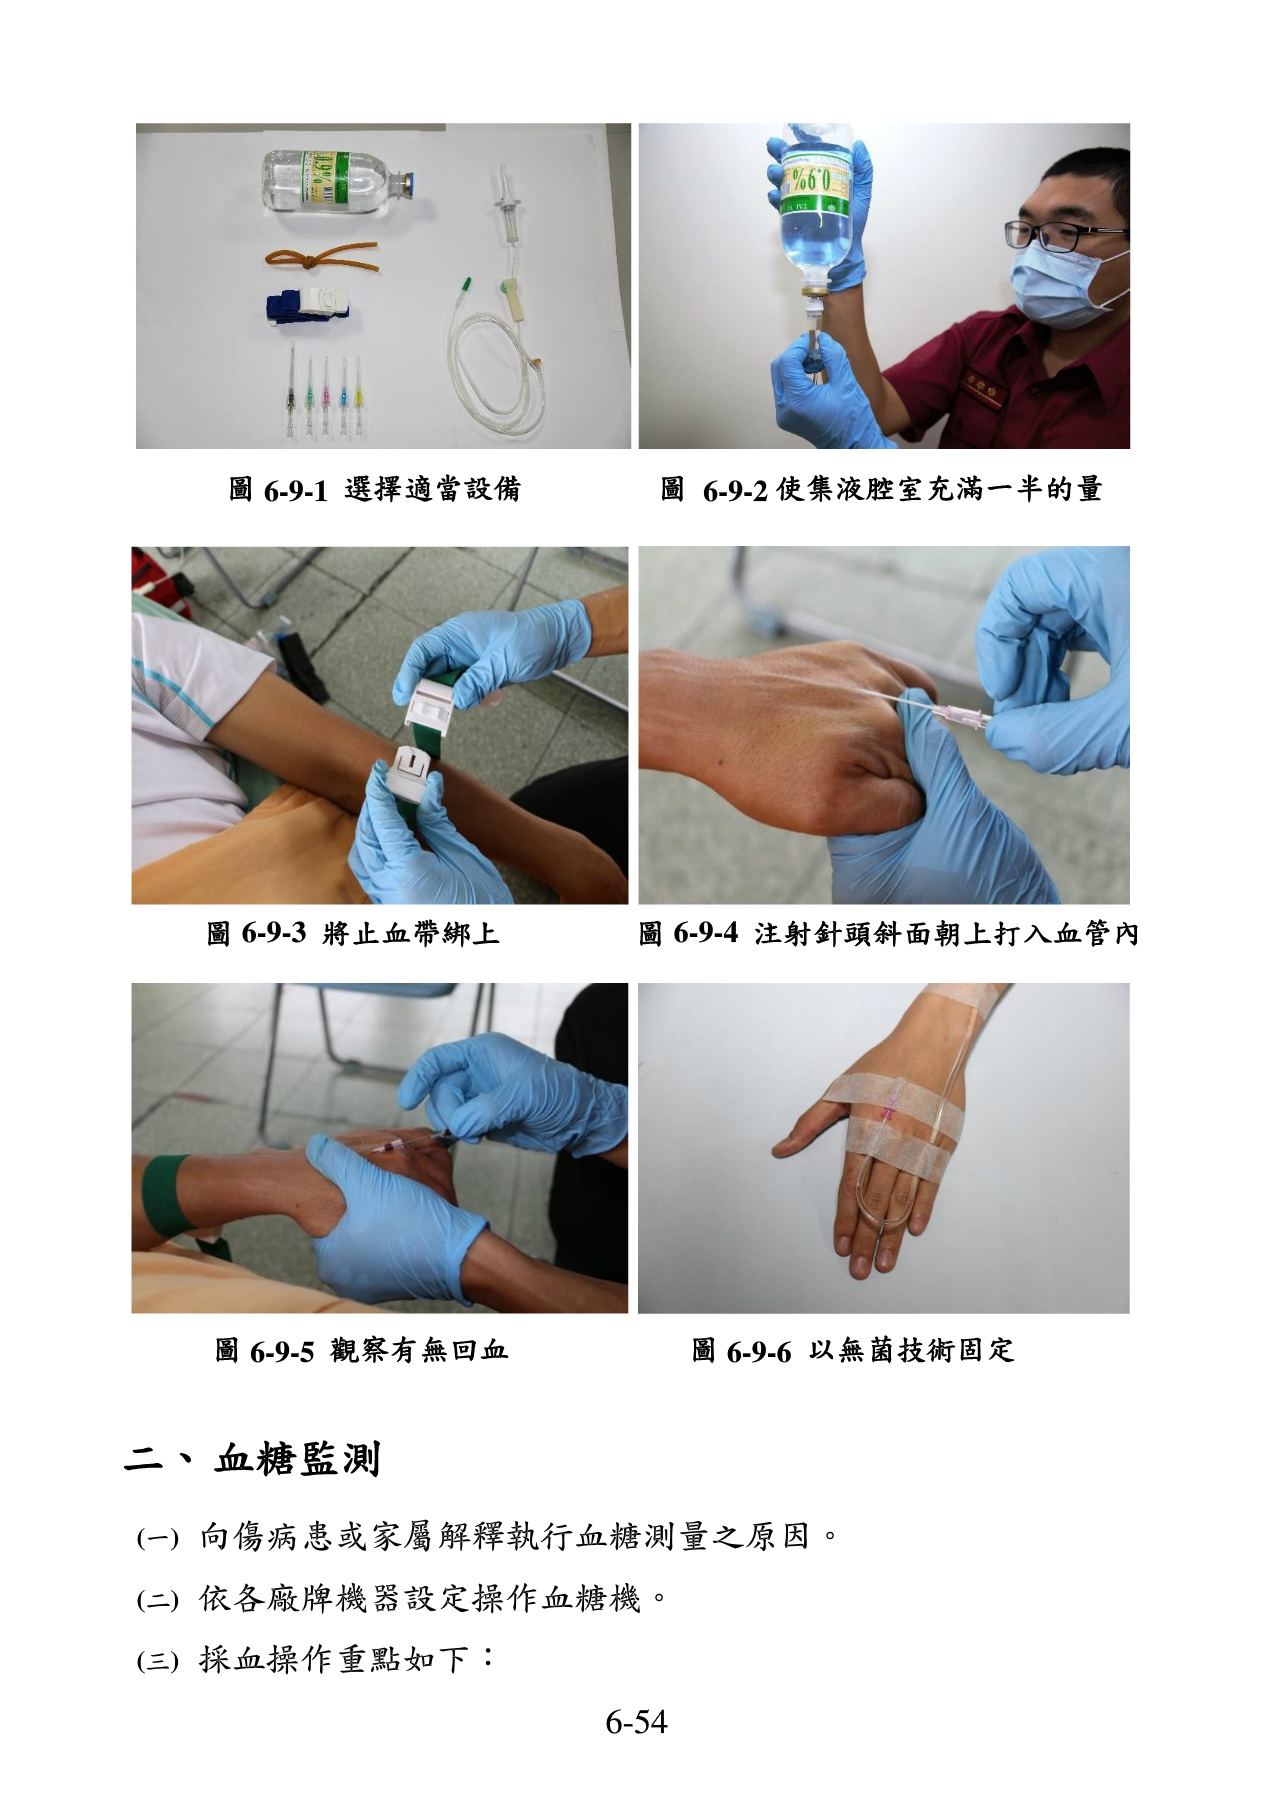 0.9%
0.9%
圖 6-9-1 選擇適當設備
圖 6-9-2 使集液腔室充滿一半的量
圖 6-9-3 將止血帶綁上
圖 6-9-4 注射針頭斜面朝上打入血管內
圖 6-9-5 觀察有無回血
圖 6-9-6 以無菌技術固定
二、血糖監測
(一) 向傷病患或家屬解釋執行血糖測量之原因。
(二) 依各廠牌機器設定操作血糖機。
(三) 採血操作重點如下：
6-54